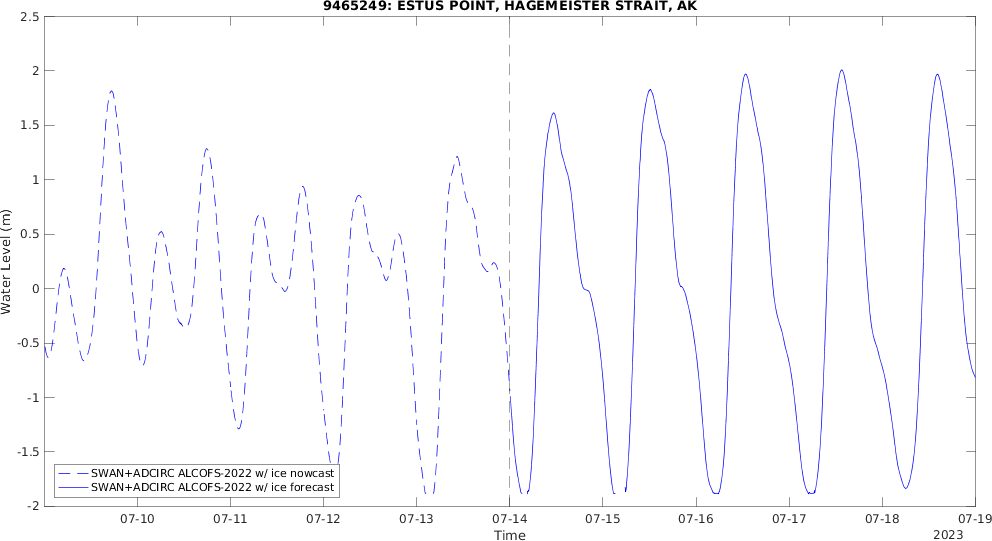 9465249: ESTUS POINT, HAGEMEISTER STRAIT, AK
2.5
2
1.5
1
0.5
0
-0.5
-1
-1.5
-2
Water Level (m)
SWAN+ADCIRC ALCOFS-2022 w/ ice nowcast
SWAN+ADCIRC ALCOFS-2022 w/ ice forecast
07-10 07-11 07-12 07-13 07-14 07-15 07-16 07-17 07-18 07-19
Time
2023